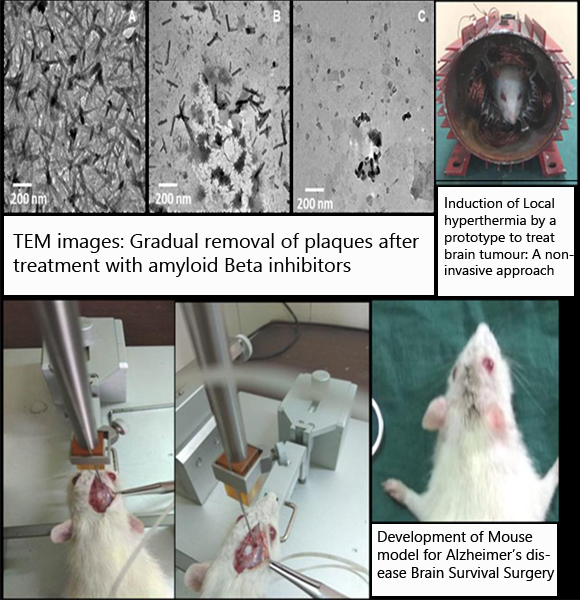 A
B
C
200 nm
200 nm
200 nm
TEM images: Gradual removal of plaques after
treatment with amyloid Beta inhibitors
Induction of Local
hyperthermia by a
prototype to treat
brain tumour: A non-
invasive approach
Development of Mouse
model for Alzheimer's dis-
ease Brain Survival Surgery